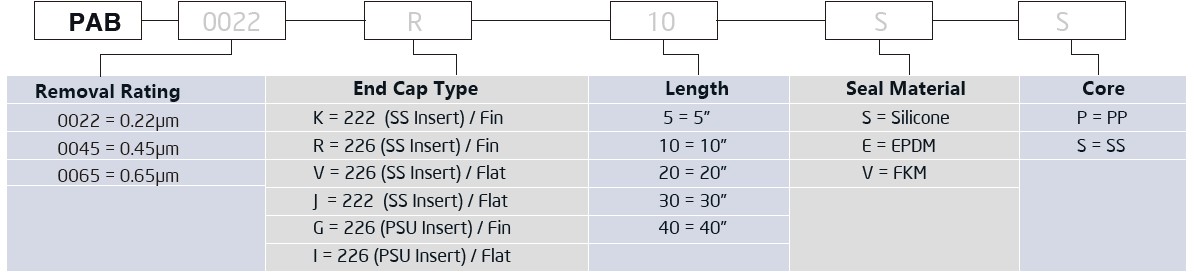 PAB 0022 R 10 S S
Removal Rating End Cap Type Length Seal Material Core
0022 = 0.22µm K = 222 (SS Insert) / Fin 5 = 5” S = Silicone P = PP
0045 = 0.45µm R = 226 (SS Insert) / Fin 10 = 10” E = EPDM S = SS
0065 = 0.65µm V = 226 (SS Insert) / Flat 20 = 20” V = FKM
J = 222 (SS Insert) / Flat 30 = 30”
G = 226 (PSU Insert) / Fin 40 = 40”
I = 226 (PSU Insert) / Flat